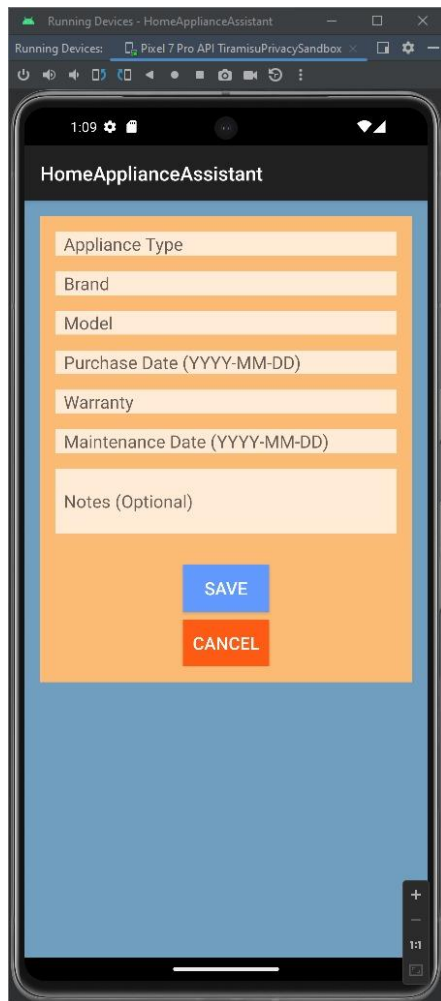 Running Devices - HomeApplianceAssistant
Running Devices: Pixel 7 Pro API TiramisuPrivacySandbox
1:09
HomeApplianceAssistant
Appliance Type
Brand
Model
Purchase Date (YYYY-MM-DD)
Warranty
Maintenance Date (YYYY-MM-DD)
Notes (Optional)
SAVE
CANCEL
1:1